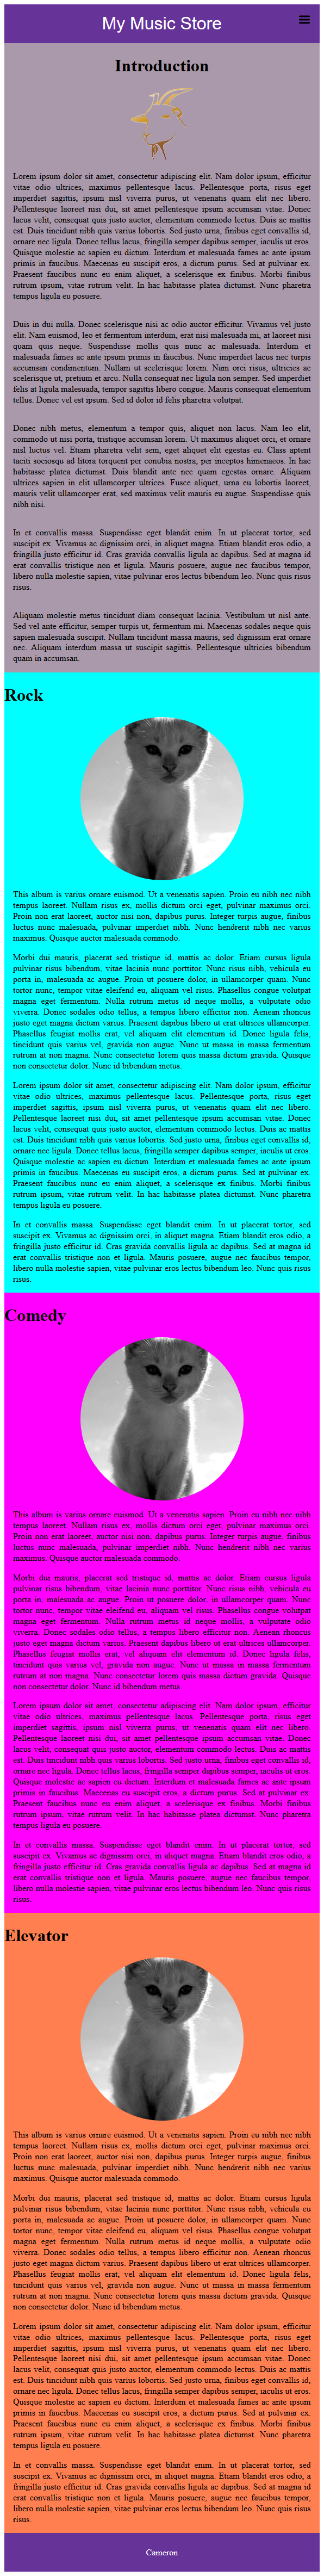 My Music Store
Introduction
Lorem ipsum dolor sit amet, consectetur adipiscing elit. Nam dolor ipsum, efficitur
vitae odio ultrices, maximus pellentesque lacus. Pellentesque porta, risus eget
imperdiet sagittis, ipsum nisl viverra purus, ut venenatis quam elit nec libero.
Pellentesque laoreet nisi dui, sit amet pellentesque ipsum accumsan vitae. Donec
lacus velit, consequat quis justo auctor, elementum commodo lectus. Duis ac mattis
est. Duis tincidunt nibh quis varius lobortis. Sed justo urna, finibus eget convallis id,
ornare nec ligula. Donec tellus lacus, fringilla semper dapibus semper, iaculis ut eros.
Quisque molestie ac sapien eu dictum. Interdum et malesuada fames ac ante ipsum
primis in faucibus. Maecenas eu suscipit eros, a dictum purus. Sed at pulvinar ex.
Praesent faucibus nunc eu enim aliquet, a scelerisque ex finibus. Morbi finibus
rutrum ipsum, vitae rutrum velit. In hac habitasse platea dictumst. Nunc pharetra
tempus ligula eu posuere.
Duis in dui nulla. Donec scelerisque nisi ac odio auctor efficitur. Vivamus vel justo
elit. Nam euismod, leo et fermentum interdum, erat nisi malesuada mi, at laoreet nisi
quam quis neque. Suspendisse mollis quis nunc ac malesuada. Interdum et
malesuada fames ac ante ipsum primis in faucibus. Nunc imperdiet lacus nec turpis
accumsan condimentum. Nullam ut scelerisque lorem. Nam orci risus, ultricies ac
scelerisque ut, pretium et arcu. Nulla consequat nec ligula non semper. Sed imperdiet
felis at ligula malesuada, tempor sagittis libero congue. Mauris consequat elementum
tellus. Donec vel est ipsum. Sed id dolor id felis pharetra volutpat.
Donec nibh metus, elementum a tempor quis, aliquet non lacus. Nam leo elit,
commodo ut nisi porta, tristique accumsan lorem. Ut maximus aliquet orci, et ornare
nisl luctus vel. Etiam pharetra velit sem, eget aliquet elit egestas eu. Class aptent
taciti sociosqu ad litora torquent per conubia nostra, per inceptos himenaeos. In hac
habitasse platea dictumst. Duis blandit ante nec quam egestas ornare. Aliquam
ultrices sapien in elit ullamcorper ultrices. Fusce aliquet, urna eu lobortis laoreet,
mauris velit ullamcorper erat, sed maximus velit mauris eu augue. Suspendisse quis
nibh nisi.
In et convallis massa. Suspendisse eget blandit enim. In ut placerat tortor, sed
suscipit ex. Vivamus ac dignissim orci, in aliquet magna. Etiam blandit eros odio, a
fringilla justo efficitur id. Cras gravida convallis ligula ac dapibus. Sed at magna id
erat convallis tristique non et ligula. Mauris posuere, augue nec faucibus tempor,
libero nulla molestie sapien, vitae pulvinar eros lectus bibendum leo. Nunc quis risus
risus.
Aliquam molestie metus tincidunt diam consequat lacinia. Vestibulum ut nisl ante.
Sed vel ante efficitur, semper turpis ut, fermentum mi. Maecenas sodales neque quis
sapien malesuada suscipit. Nullam tincidunt massa mauris, sed dignissim erat ornare
nec. Aliquam interdum massa ut suscipit sagittis. Pellentesque ultricies bibendum
quam in accumsan.
Rock
This album is varius ornare euismod. Ut a venenatis sapien. Proin eu nibh nec nibh
tempus laoreet. Nullam risus ex, mollis dictum orci eget, pulvinar maximus orci.
Proin non erat laoreet, auctor nisi non, dapibus purus. Integer turpis augue, finibus
luctus nunc malesuada, pulvinar imperdiet nibh. Nunc hendrerit nibh nec varius
maximus. Quisque auctor malesuada commodo.
Morbi dui mauris, placerat sed tristique id, mattis ac dolor. Etiam cursus ligula
pulvinar risus bibendum, vitae lacinia nunc porttitor. Nunc risus nibh, vehicula eu
porta in, malesuada ac augue. Proin ut posuere dolor, in ullamcorper quam. Nunc
tortor nunc, tempor vitae eleifend eu, aliquam vel risus. Phasellus congue volutpat
magna eget fermentum. Nulla rutrum metus id neque mollis, a vulputate odio
viverra. Donec sodales odio tellus, a tempus libero efficitur non. Aenean rhoncus
justo eget magna dictum varius. Praesent dapibus libero ut erat ultrices ullamcorper.
Phasellus feugiat mollis erat, vel aliquam elit elementum id. Donec ligula felis,
tincidunt quis varius vel, gravida non augue. Nunc ut massa in massa fermentum
rutrum at non magna. Nunc consectetur lorem quis massa dictum gravida. Quisque
non consectetur dolor. Nunc id bibendum metus.
Lorem ipsum dolor sit amet, consectetur adipiscing elit. Nam dolor ipsum, efficitur
vitae odio ultrices, maximus pellentesque lacus. Pellentesque porta, risus eget
imperdiet sagittis, ipsum nisl viverra purus, ut venenatis quam elit nec libero.
Pellentesque laoreet nisi dui, sit amet pellentesque ipsum accumsan vitae. Donec
lacus velit, consequat quis justo auctor, elementum commodo lectus. Duis ac mattis
est. Duis tincidunt nibh quis varius lobortis. Sed justo urna, finibus eget convallis id,
ornare nec ligula. Donec tellus lacus, fringilla semper dapibus semper, iaculis ut eros.
Quisque molestie ac sapien eu dictum. Interdum et malesuada fames ac ante ipsum
primis in faucibus. Maecenas eu suscipit eros, a dictum purus. Sed at pulvinar ex.
Praesent faucibus nunc eu enim aliquet, a scelerisque ex finibus. Morbi finibus
rutrum ipsum, vitae rutrum velit. In hac habitasse platea dictumst. Nunc pharetra
tempus ligula eu posuere.
In et convallis massa. Suspendisse eget blandit enim. In ut placerat tortor, sed
suscipit ex. Vivamus ac dignissim orci, in aliquet magna. Etiam blandit eros odio, a
fringilla justo efficitur id. Cras gravida convallis ligula ac dapibus. Sed at magna id
erat convallis tristique non et ligula. Mauris posuere, augue nec faucibus tempor,
libero nulla molestie sapien, vitae pulvinar eros lectus bibendum leo. Nunc quis risus
risus.
Comedy
This album is varius ornare euismod. Ut a venenatis sapien. Proin eu nibh nec nibh
tempus laoreet. Nullam risus ex, mollis dictum orci eget, pulvinar maximus orci.
Proin non erat laoreet, auctor nisi non, dapibus purus. Integer turpis augue, finibus
luctus nunc malesuada, pulvinar imperdiet nibh. Nunc hendrerit nibh nec varius
maximus. Quisque auctor malesuada commodo.
Morbi dui mauris, placerat sed tristique id, mattis ac dolor. Etiam cursus ligula
pulvinar risus bibendum, vitae lacinia nunc porttitor. Nunc risus nibh, vehicula eu
porta in, malesuada ac augue. Proin ut posuere dolor, in ullamcorper quam. Nunc
tortor nunc, tempor vitae eleifend eu, aliquam vel risus. Phasellus congue volutpat
magna eget fermentum. Nulla rutrum metus id neque mollis, a vulputate odio
viverra. Donec sodales odio tellus, a tempus libero efficitur non. Aenean rhoncus
justo eget magna dictum varius. Praesent dapibus libero ut erat ultrices ullamcorper.
Phasellus feugiat mollis erat, vel aliquam elit elementum id. Donec ligula felis,
tincidunt quis varius vel, gravida non augue. Nunc ut massa in massa fermentum
rutrum at non magna. Nunc consectetur lorem quis massa dictum gravida. Quisque
non consectetur dolor. Nunc id bibendum metus.
Lorem ipsum dolor sit amet, consectetur adipiscing elit. Nam dolor ipsum, efficitur
vitae odio ultrices, maximus pellentesque lacus. Pellentesque porta, risus eget
imperdiet sagittis, ipsum nisl viverra purus, ut venenatis quam elit nec libero.
Pellentesque laoreet nisi dui, sit amet pellentesque ipsum accumsan vitae. Donec
lacus velit, consequat quis justo auctor, elementum commodo lectus. Duis ac mattis
est. Duis tincidunt nibh quis varius lobortis. Sed justo urna, finibus eget convallis id,
ornare nec ligula. Donec tellus lacus, fringilla semper dapibus semper, iaculis ut eros.
Quisque molestie ac sapien eu dictum. Interdum et malesuada fames ac ante ipsum
primis in faucibus. Maecenas eu suscipit eros, a dictum purus. Sed at pulvinar ex.
Praesent faucibus nunc eu enim aliquet, a scelerisque ex finibus. Morbi finibus
rutrum ipsum, vitae rutrum velit. In hac habitasse platea dictumst. Nunc pharetra
tempus ligula eu posuere.
In et convallis massa. Suspendisse eget blandit enim. In ut placerat tortor, sed
suscipit ex. Vivamus ac dignissim orci, in aliquet magna. Etiam blandit eros odio, a
fringilla justo efficitur id. Cras gravida convallis ligula ac dapibus. Sed at magna id
erat convallis tristique non et ligula. Mauris posuere, augue nec faucibus tempor,
libero nulla molestie sapien, vitae pulvinar eros lectus bibendum leo. Nunc quis risus
risus.
Elevator
This album is varius ornare euismod. Ut a venenatis sapien. Proin eu nibh nec nibh
tempus laoreet. Nullam risus ex, mollis dictum orci eget, pulvinar maximus orci.
Proin non erat laoreet, auctor nisi non, dapibus purus. Integer turpis augue, finibus
luctus nunc malesuada, pulvinar imperdiet nibh. Nunc hendrerit nibh nec varius
maximus. Quisque auctor malesuada commodo.
Morbi dui mauris, placerat sed tristique id, mattis ac dolor. Etiam cursus ligula
pulvinar risus bibendum, vitae lacinia nunc porttitor. Nunc risus nibh, vehicula eu
porta in, malesuada ac augue. Proin ut posuere dolor, in ullamcorper quam. Nunc
tortor nunc, tempor vitae eleifend eu, aliquam vel risus. Phasellus congue volutpat
magna eget fermentum. Nulla rutrum metus id neque mollis, a vulputate odio
viverra. Donec sodales odio tellus, a tempus libero efficitur non. Aenean rhoncus
justo eget magna dictum varius. Praesent dapibus libero ut erat ultrices ullamcorper.
Phasellus feugiat mollis erat, vel aliquam elit elementum id. Donec ligula felis,
tincidunt quis varius vel, gravida non augue. Nunc ut massa in massa fermentum
rutrum at non magna. Nunc consectetur lorem quis massa dictum gravida. Quisque
non consectetur dolor. Nunc id bibendum metus.
Lorem ipsum dolor sit amet, consectetur adipiscing elit. Nam dolor ipsum, efficitur
vitae odio ultrices, maximus pellentesque lacus. Pellentesque porta, risus eget
imperdiet sagittis, ipsum nisl viverra purus, ut venenatis quam elit nec libero.
Pellentesque laoreet nisi dui, sit amet pellentesque ipsum accumsan vitae. Donec
lacus velit, consequat quis justo auctor, elementum commodo lectus. Duis ac mattis
est. Duis tincidunt nibh quis varius lobortis. Sed justo urna, finibus eget convallis id,
ornare nec ligula. Donec tellus lacus, fringilla semper dapibus semper, iaculis ut eros.
Quisque molestie ac sapien eu dictum. Interdum et malesuada fames ac ante ipsum
primis in faucibus. Maecenas eu suscipit eros, a dictum purus. Sed at pulvinar ex.
Praesent faucibus nunc eu enim aliquet, a scelerisque ex finibus. Morbi finibus
rutrum ipsum, vitae rutrum velit. In hac habitasse platea dictumst. Nunc pharetra
tempus ligula eu posuere.
In et convallis massa. Suspendisse eget blandit enim. In ut placerat tortor, sed
suscipit ex. Vivamus ac dignissim orci, in aliquet magna. Etiam blandit eros odio, a
fringilla justo efficitur id. Cras gravida convallis ligula ac dapibus. Sed at magna id
erat convallis tristique non et ligula. Mauris posuere, augue nec faucibus tempor,
libero nulla molestie sapien, vitae pulvinar eros lectus bibendum leo. Nunc quis risus
risus.
Cameron